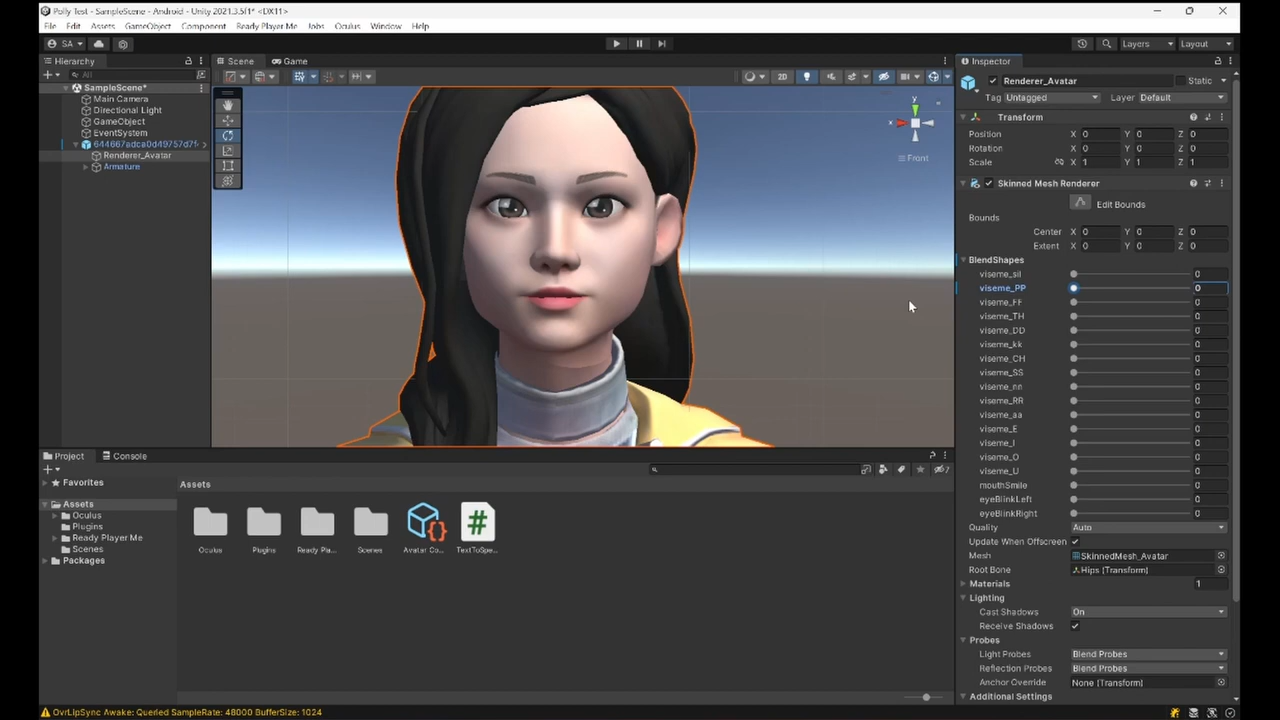 Polly Test - SampleScene - Android - Unity 2021.3.5f1* <DX11>
File Edit Assets GameObject Component Ready Player Me Jobs Oculus Window Help
SA Layers Layout
Hierarchy Scene Game Inspector
All
2D
SampleScene*
Main Camera
Directional Light
GameObject
EventSystem
Renderer_Avatar
Armature
y
x
Front
Renderer_Avatar Static
Tag Untagged Layer Default
Transform
Position X 0 Y 0 Z 0
Rotation X 0 Y 0 Z 0
Scale X 1 Y 1 Z 1
Skinned Mesh Renderer
Edit Bounds
Bounds
Center X 0 Y 0 Z 0
Extent X 0 Y 0 Z 0
BlendShapes
viseme_sil 0
viseme_PP 0
viseme_FF 0
viseme_TH 0
viseme_DD 0
viseme_kk 0
viseme_CH 0
viseme_SS 0
viseme_nn 0
viseme_RR 0
viseme_aa 0
viseme_E 0
viseme_I 0
viseme_O 0
viseme_U 0
mouthSmile 0
eyeBlinkLeft 0
eyeBlinkRight 0
Quality Auto
Update When Offscreen
Mesh SkinnedMesh_Avatar
Root Bone Hips (Transform)
Materials 1
Lighting
Cast Shadows On
Receive Shadows
Probes
Light Probes Blend Probes
Reflection Probes Blend Probes
Anchor Override None (Transform)
Additional Settings
Project Console
Favorites
Assets
Oculus
Plugins
Ready Player Me
Scenes
Packages
Assets
Oculus Plugins Ready Pla... Scenes Avatar Co... TextToSpe...
OvrLipSync Awake: Queried SampleRate: 48000 BufferSize: 1024